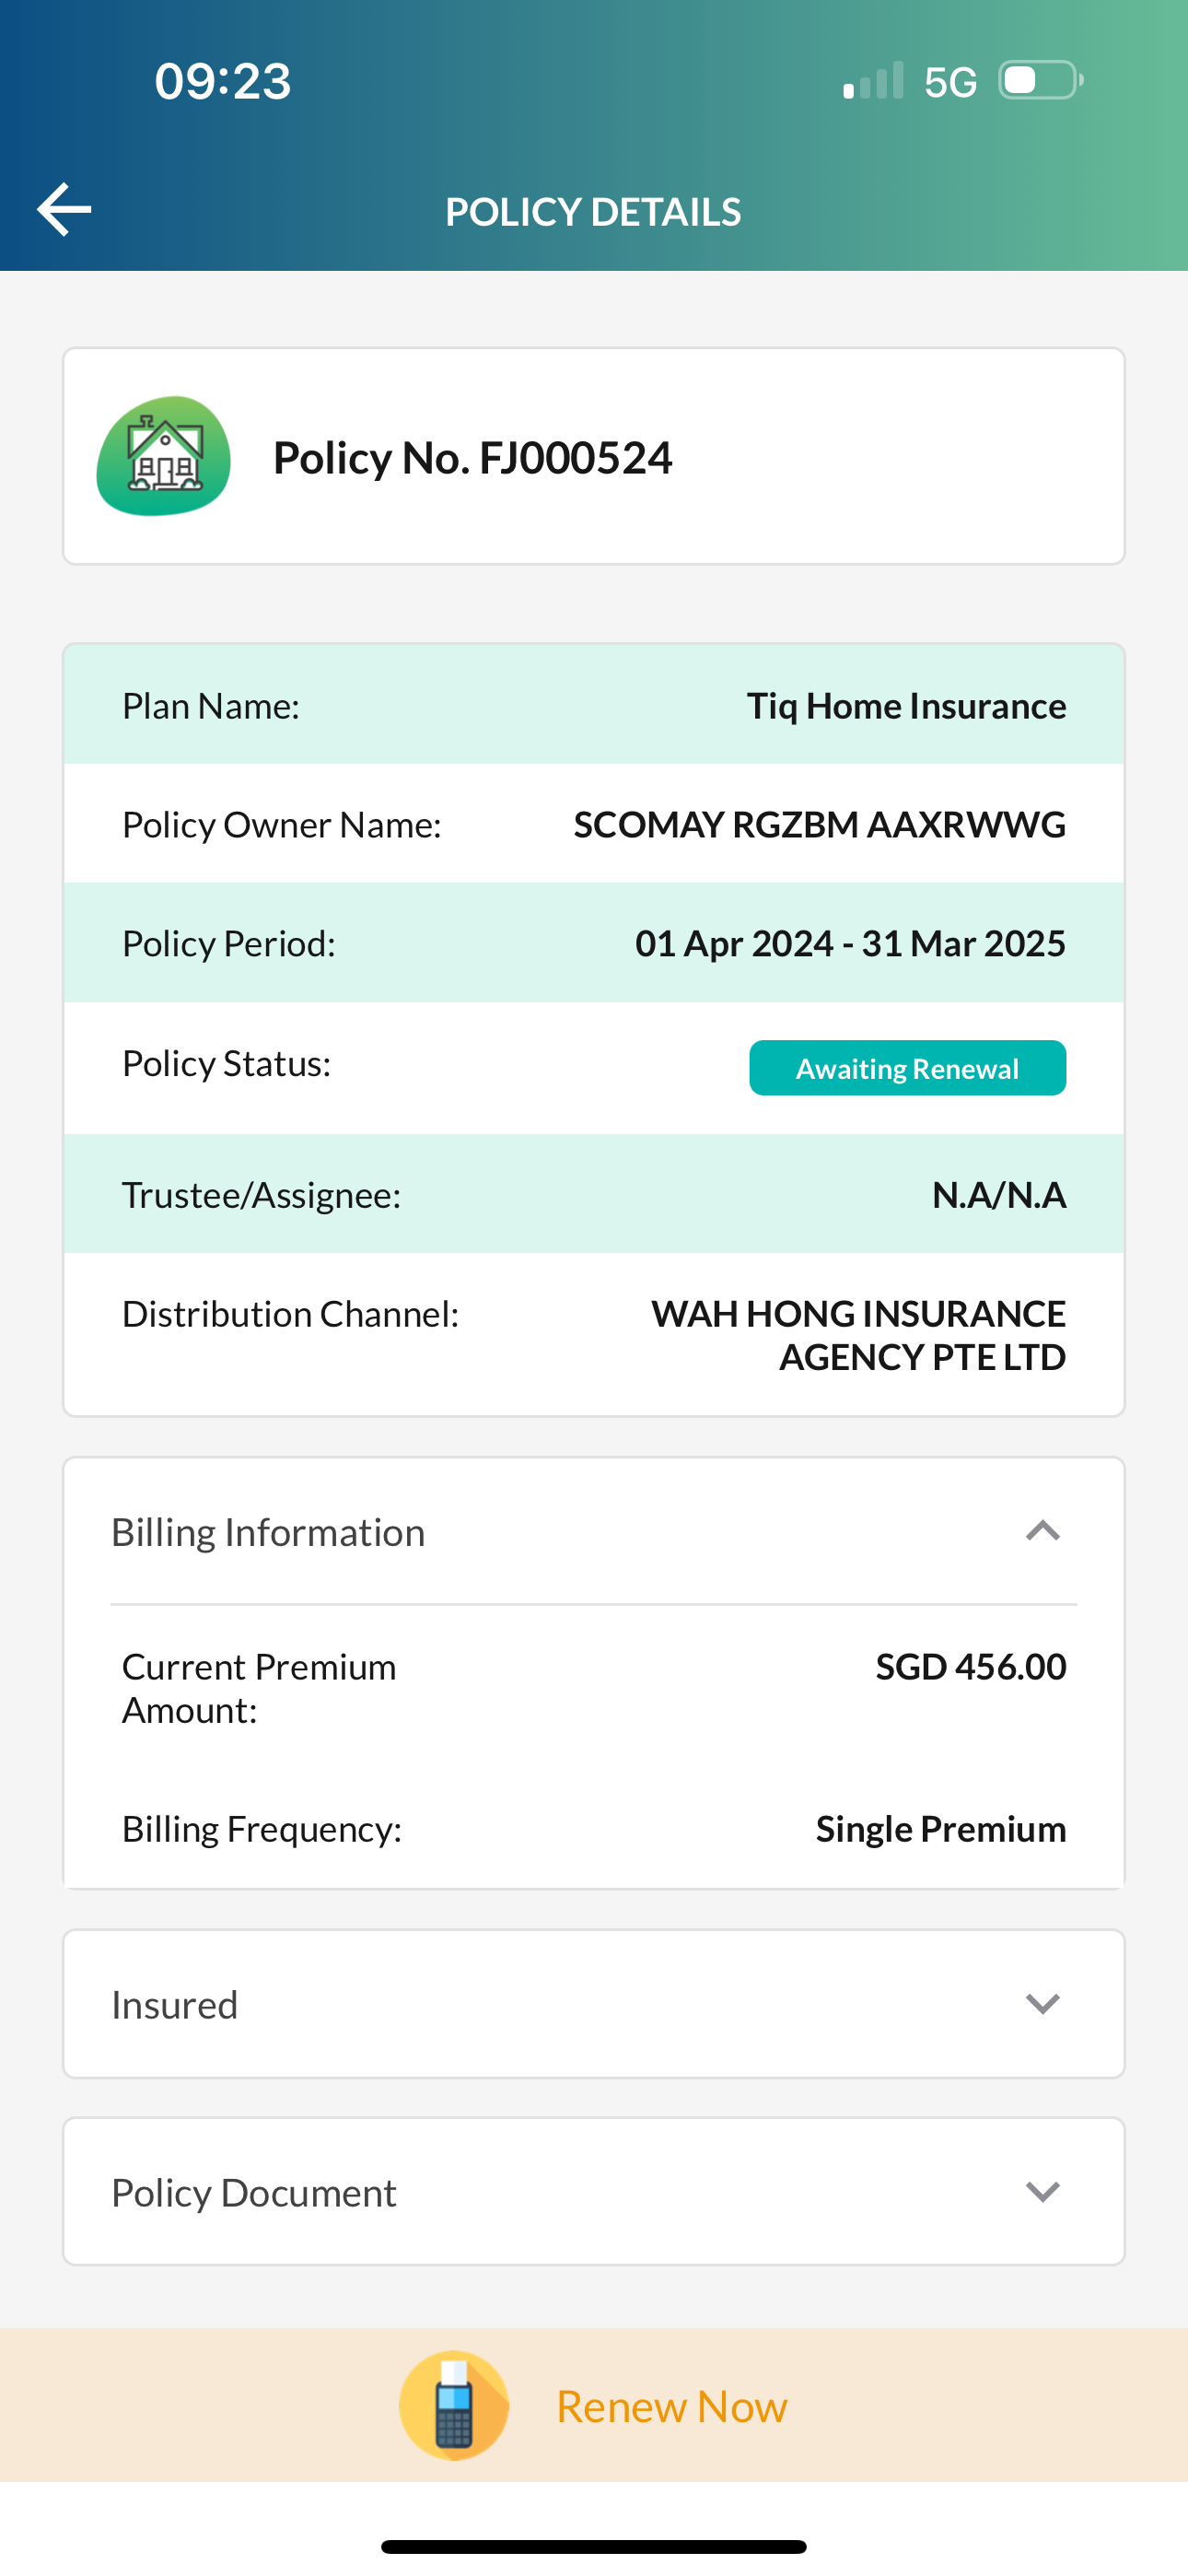 09:23
5G
POLICY DETAILS
Policy No. FJ000524
Plan Name:
Tiq Home Insurance
Policy Owner Name:
SCOMAY RGZBM AAXRWWG
Policy Period:
01 Apr 2024 - 31 Mar 2025
Policy Status:
Awaiting Renewal
Trustee/Assignee:
N.A/N.A
Distribution Channel:
WAH HONG INSURANCE
AGENCY PTE LTD
Billing Information
Current Premium
Amount:
SGD 456.00
Billing Frequency:
Single Premium
Insured
Policy Document
Renew Now